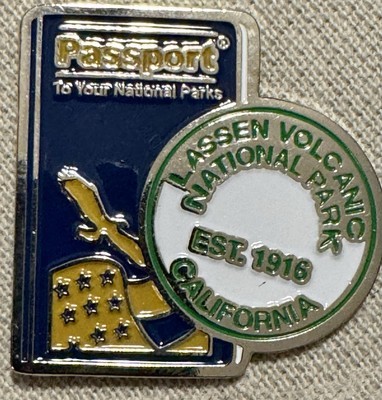 Passport®
To Your National Parks
LASSEN VOLCANIC
NATIONAL PARK
EST. 1916
CALIFORNIA